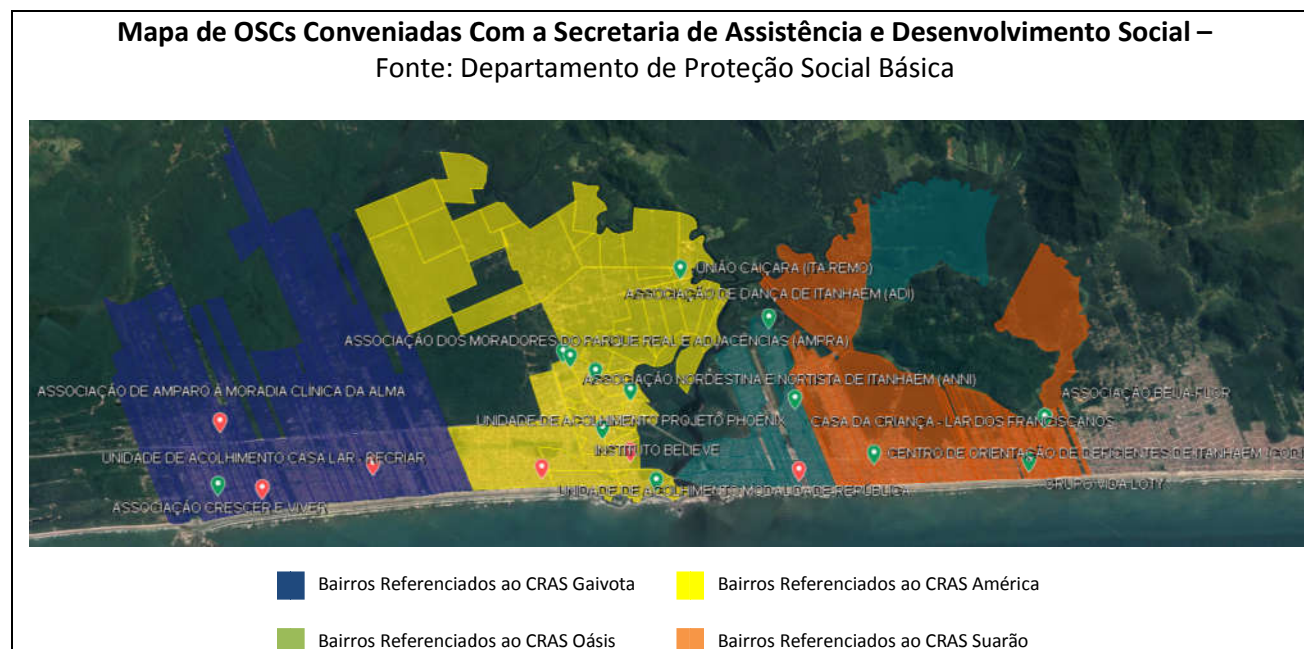 Mapa de OSCs Conveniadas Com a Secretaria de Assistência e Desenvolvimento Social –
Fonte: Departamento de Proteção Social Básica
UNIÃO CAIÇARA (ITA REMO)
ASSOCIAÇÃO DE DANÇA DE ITANHAEM (ADI)
ASSOCIAÇÃO DOS MORADORES DO PARQUE REAL E ADJACÊNCIAS (AMPRA)
ASSOCIAÇÃO NORDESTINA E NORTISTA DE ITANHAEM (ANNI)
ASSOCIAÇÃO DE AMPARO À MORADIA CLÍNICA DA ALMA
ASSOCIAÇÃO BEIJA-FLOR
UNIDADE DE ACOLHIMENTO PROJETO PHOENIX
CASA DA CRIANÇA - LAR DOS FRANCISCANOS
INSTITUTO BELIEVE
CENTRO DE ORIENTAÇÃO DE DEFICIENTES DE ITANHAEM
UNIDADE DE ACOLHIMENTO CASA LAR - RECRIAR
GRUPO VIDA LOTY
UNIDADE DE ACOLHIMENTO MODALIDADE REPÚBLICA
ASSOCIAÇÃO CRESCER E VIVER
Bairros Referenciados ao CRAS Gaivota
Bairros Referenciados ao CRAS América
Bairros Referenciados ao CRAS Oásis
Bairros Referenciados ao CRAS Suarão